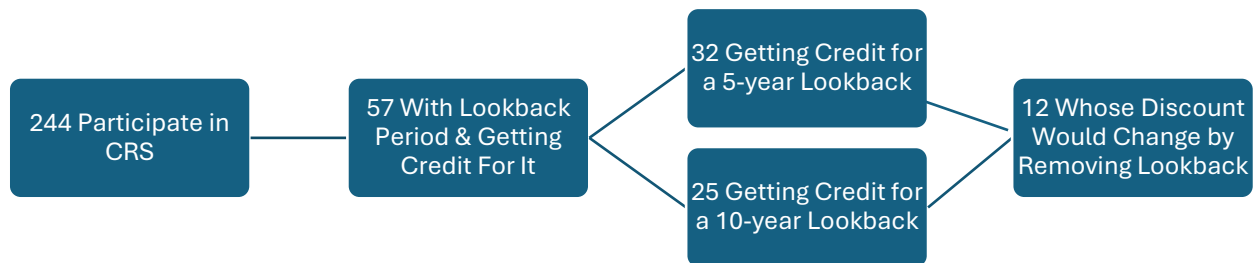 244 Participate in
CRS
57 With Lookback
Period & Getting
Credit For It
32 Getting Credit for
a 5-year Lookback
25 Getting Credit for
a 10-year Lookback
12 Whose Discount
Would Change by
Removing Lookback